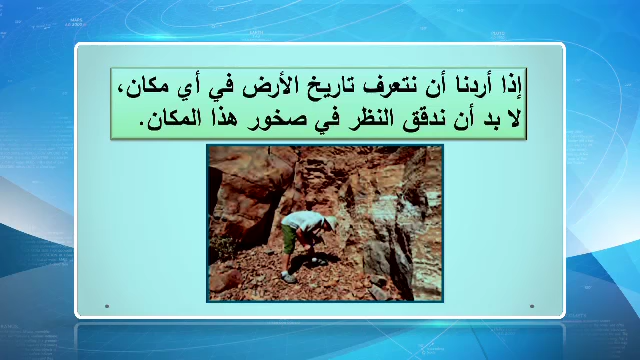 إذا أردنا أن نتعرف تاريخ الأرض في أي مكان،
لا بد أن ندقق النظر في صخور هذا المكان.